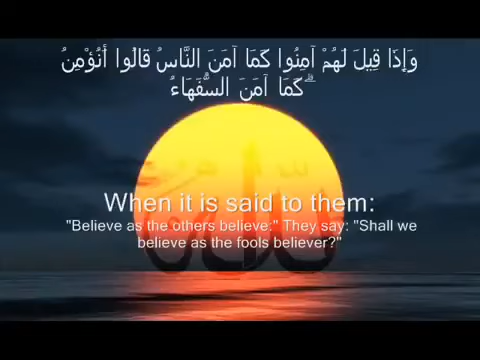 وَإِذَا قِيلَ لَهُمْ آمِنُوا كَمَا آمَنَ النَّاسُ قَالُوا أَنُؤْمِنُ
كَمَا آمَنَ السُّفَهَاءُ ۗ
When it is said to them:
"Believe as the others believe:" They say: "Shall we
believe as the fools believer?"